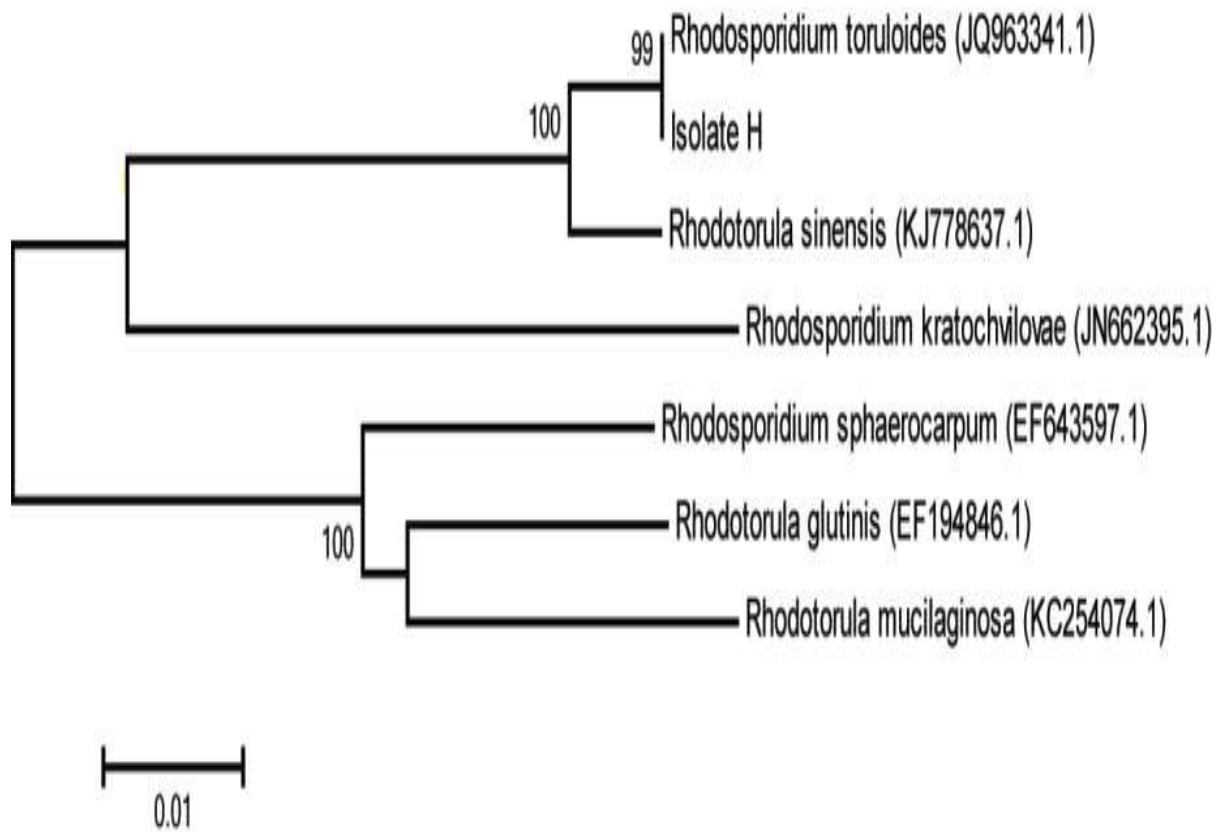 99
Rhodosporidium toruloides (JQ963341.1)
100
Isolate H
Rhodotorula sinensis (KJ778637.1)
Rhodosporidium kratochvilovae (JN662395.1)
Rhodosporidium sphaerocarpum (EF643597.1)
Rhodotorula glutinis (EF194846.1)
100
Rhodotorula mucilaginosa (KC254074.1)
0.01